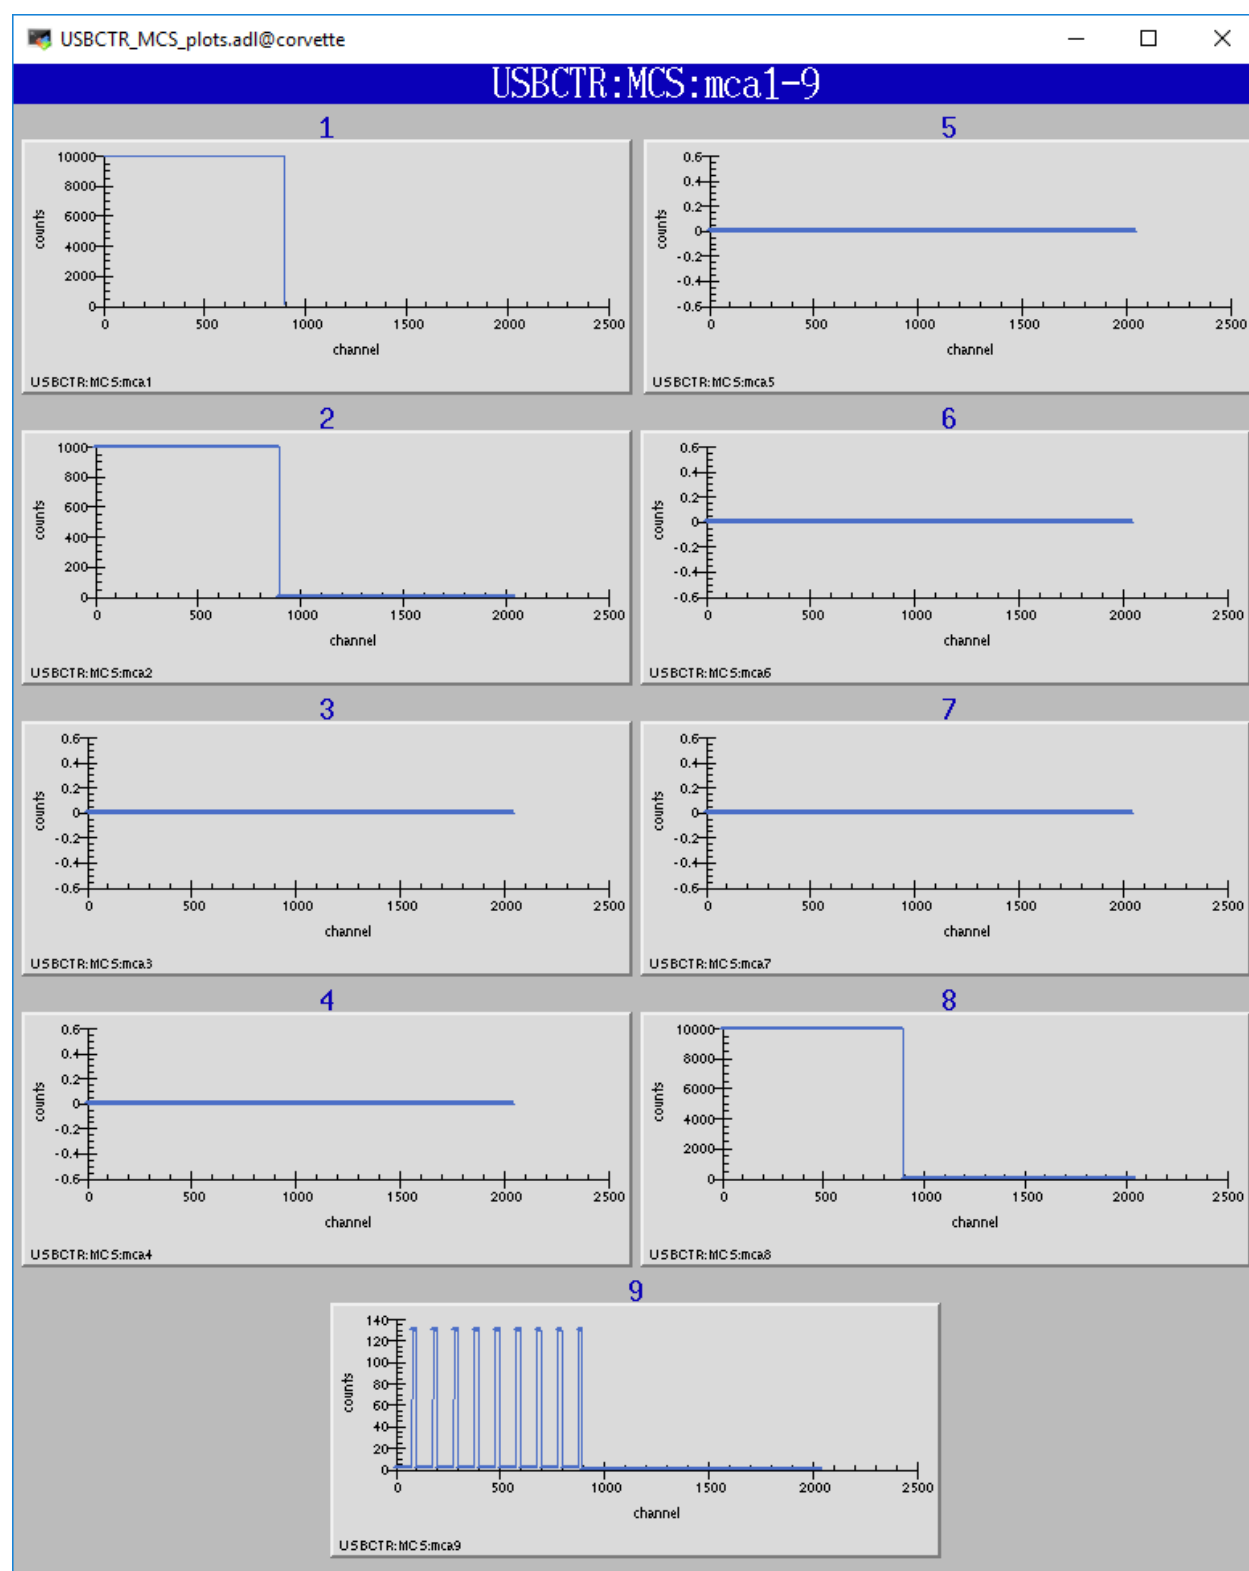 USBCTR_MCS_plots.adl@corvette
USBCTR:MCS:mca1-9
1
10000
8000
6000
4000
2000
0
counts
0 500 1000 1500 2000 2500
channel
USBCTR:MCS:mca1
5
0.6
0.4
0.2
0
-0.2
-0.4
-0.6
counts
0 500 1000 1500 2000 2500
channel
USBCTR:MCS:mca5
2
1000
800
600
400
200
0
counts
0 500 1000 1500 2000 2500
channel
USBCTR:MCS:mca2
6
0.6
0.4
0.2
0
-0.2
-0.4
-0.6
counts
0 500 1000 1500 2000 2500
channel
USBCTR:MCS:mca6
3
0.6
0.4
0.2
0
-0.2
-0.4
-0.6
counts
0 500 1000 1500 2000 2500
channel
USBCTR:MCS:mca3
7
0.6
0.4
0.2
0
-0.2
-0.4
-0.6
counts
0 500 1000 1500 2000 2500
channel
USBCTR:MCS:mca7
4
0.6
0.4
0.2
0
-0.2
-0.4
-0.6
counts
0 500 1000 1500 2000 2500
channel
USBCTR:MCS:mca4
8
10000
8000
6000
4000
2000
0
counts
0 500 1000 1500 2000 2500
channel
USBCTR:MCS:mca8
9
140
120
100
80
60
40
20
0
counts
0 500 1000 1500 2000 2500
channel
USBCTR:MCS:mca9